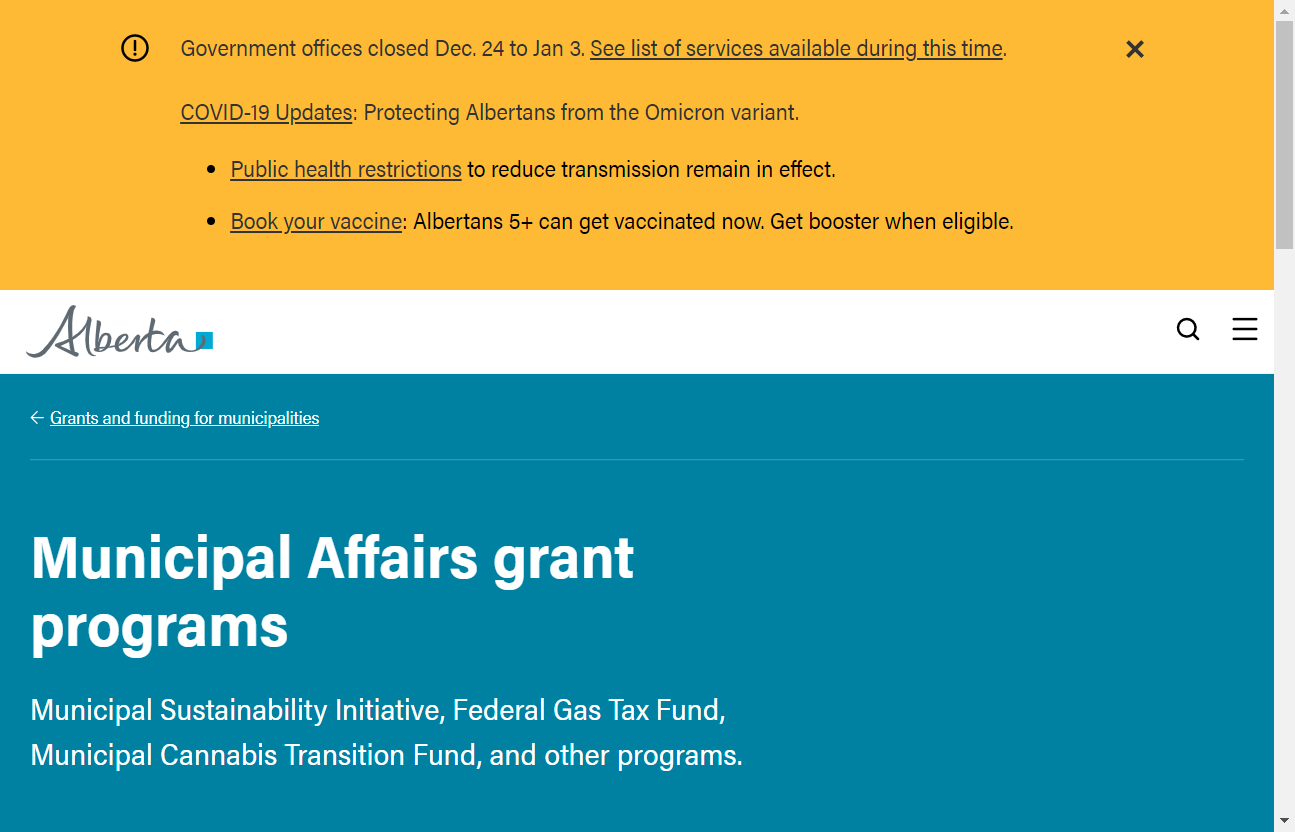 Government offices closed Dec. 24 to Jan 3. See list of services available during this time.
COVID-19 Updates: Protecting Albertans from the Omicron variant.
• Public health restrictions to reduce transmission remain in effect.
• Book your vaccine: Albertans 5+ can get vaccinated now. Get booster when eligible.
Alberta
Grants and funding for municipalities
Municipal Affairs grant
programs
Municipal Sustainability Initiative, Federal Gas Tax Fund,
Municipal Cannabis Transition Fund, and other programs.